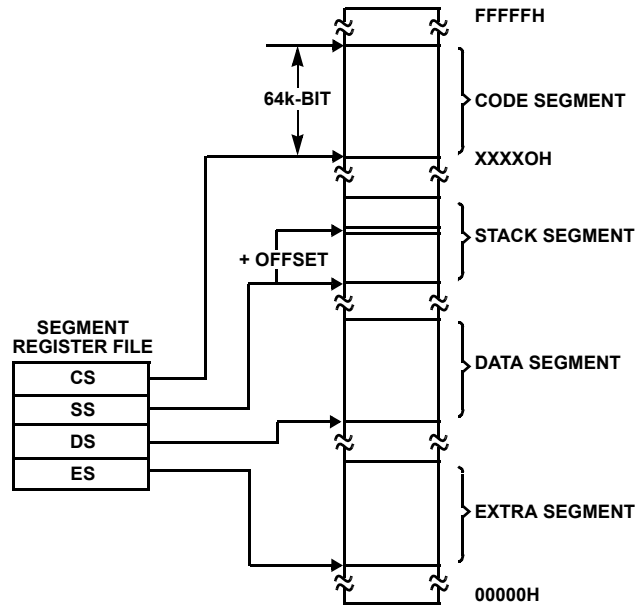 FFFFFH
64k-BIT
CODE SEGMENT
XXXXOH
STACK SEGMENT
+ OFFSET
SEGMENT
REGISTER FILE
CS
SS
DS
ES
DATA SEGMENT
EXTRA SEGMENT
00000H